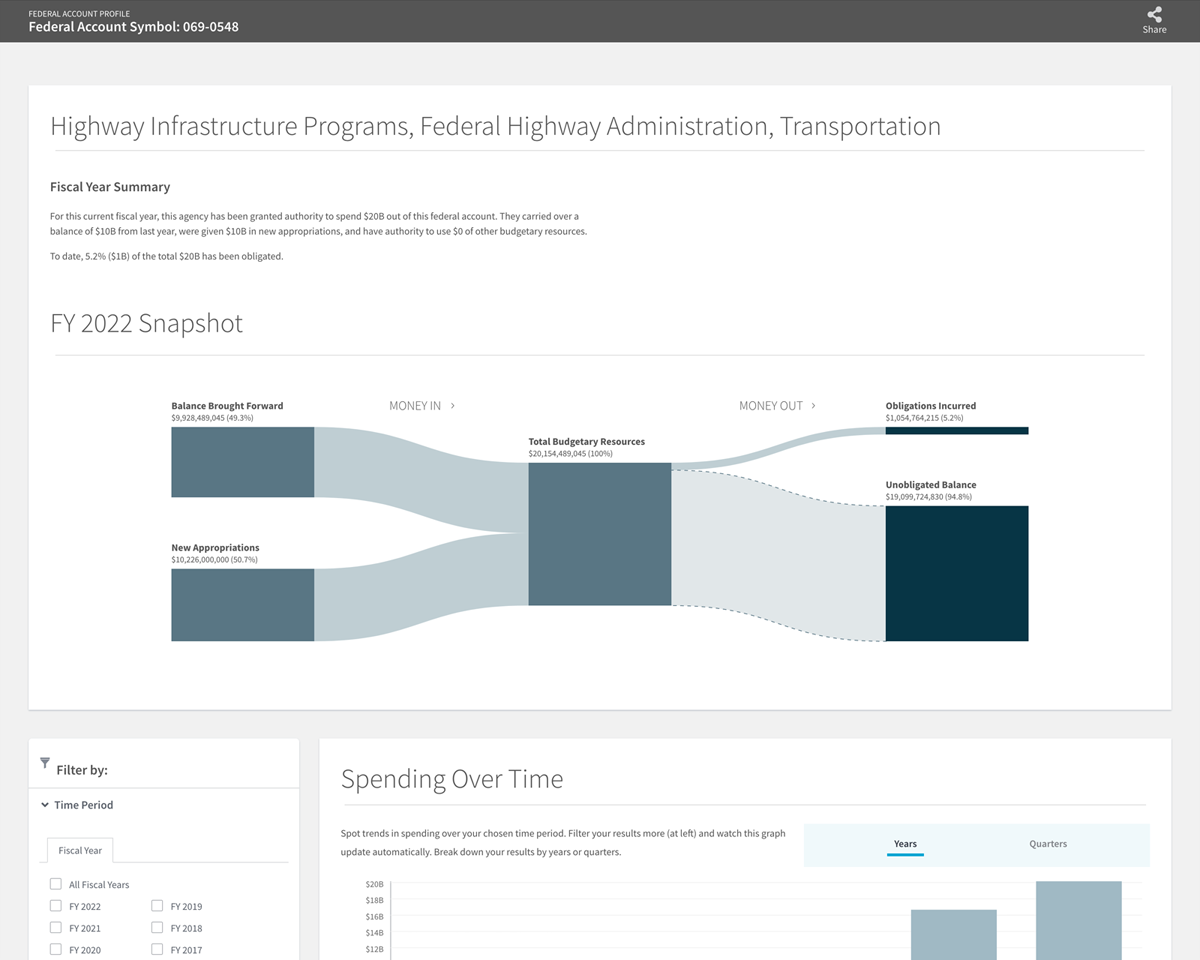 FEDERAL ACCOUNT PROFILE
Federal Account Symbol: 069-0548
Share
Highway Infrastructure Programs, Federal Highway Administration, Transportation
Fiscal Year Summary
For this current fiscal year, this agency has been granted authority to spend $20B out of this federal account. They carried over a
balance of $10B from last year, were given $10B in new appropriations, and have authority to use $0 of other budgetary resources.
To date, 5.2% ($1B) of the total $20B has been obligated.
FY 2022 Snapshot
Balance Brought Forward
$9,928,489,045 (49.3%)
MONEY IN >
MONEY OUT >
Obligations Incurred
$1,054,764,215 (5.2%)
Total Budgetary Resources
$20,154,489,045 (100%)
Unobligated Balance
$19,099,724,830 (94.8%)
New Appropriations
$10,226,000,000 (50.7%)
Filter by:
Time Period
Fiscal Year
All Fiscal Years
FY 2022
FY 2019
FY 2021
FY 2018
FY 2020
FY 2017
Spending Over Time
Spot trends in spending over your chosen time period. Filter your results more (at left) and watch this graph
update automatically. Break down your results by years or quarters.
Years
Quarters
$20B
$18B
$16B
$14B
$12B